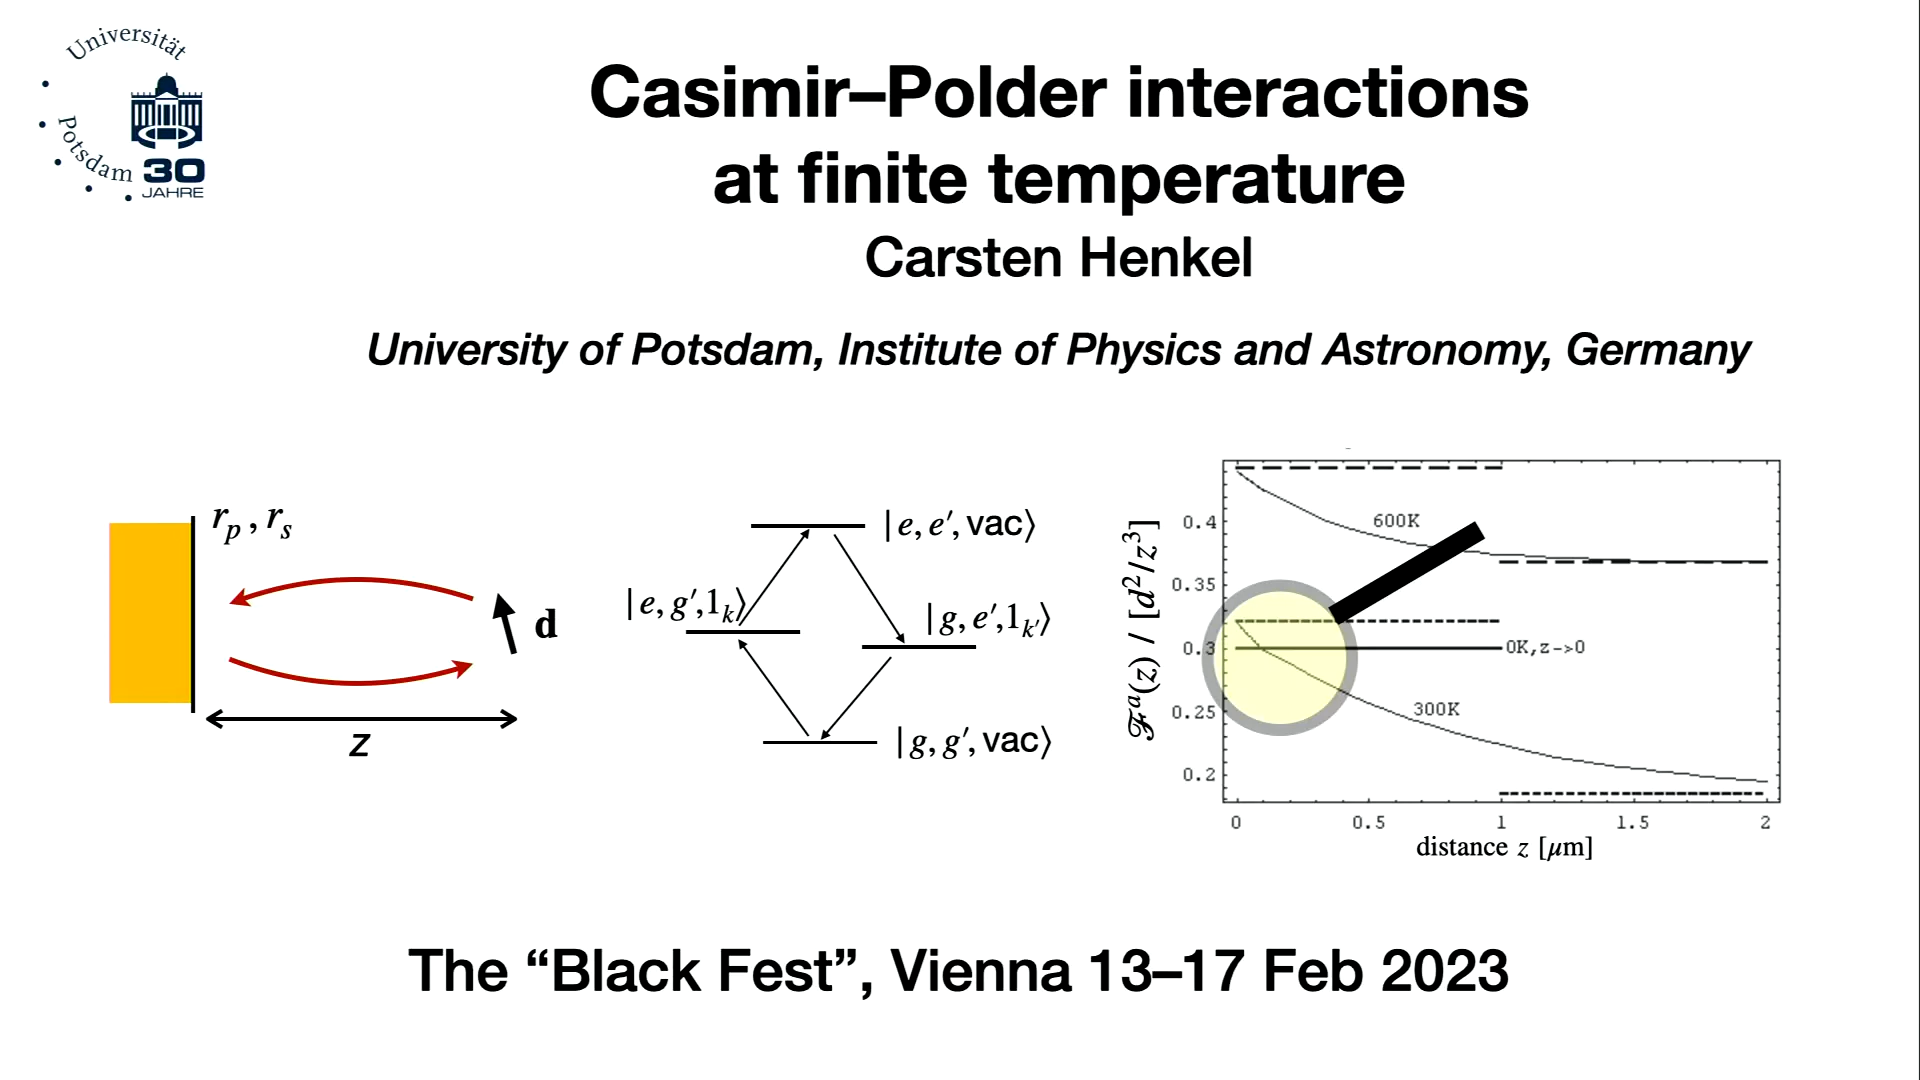 Universität
Potsdam
30
JAHRE
Casimir–Polder interactions
at finite temperature
Carsten Henkel
University of Potsdam, Institute of Physics and Astronomy, Germany
r_p , r_s
d
z
|e, e′, vac⟩
|e, g′,1_k⟩
|g, e′,1_k′⟩
|g, g′, vac⟩
ℱ^a(z) / [d^2/z^3]
0.4
0.35
0.3
0.25
0.2
600K
0K,z->0
300K
0 0.5 1 1.5 2
distance z [μm]
The “Black Fest”, Vienna 13–17 Feb 2023